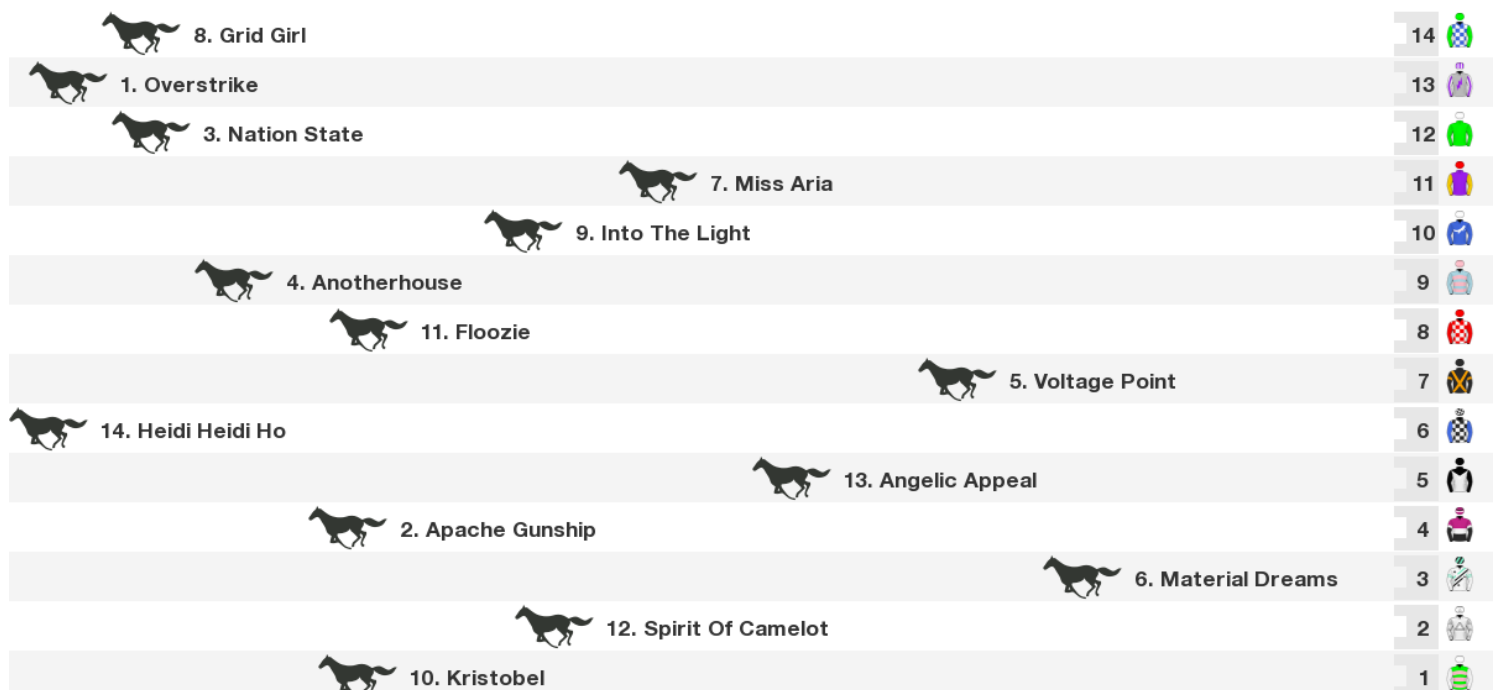 8. Grid Girl 14
1. Overstrike 13
3. Nation State 12
7. Miss Aria 11
9. Into The Light 10
4. Anotherhouse 9
11. Floozie 8
5. Voltage Point 7
14. Heidi Heidi Ho 6
13. Angelic Appeal 5
2. Apache Gunship 4
6. Material Dreams 3
12. Spirit Of Camelot 2
10. Kristobel 1